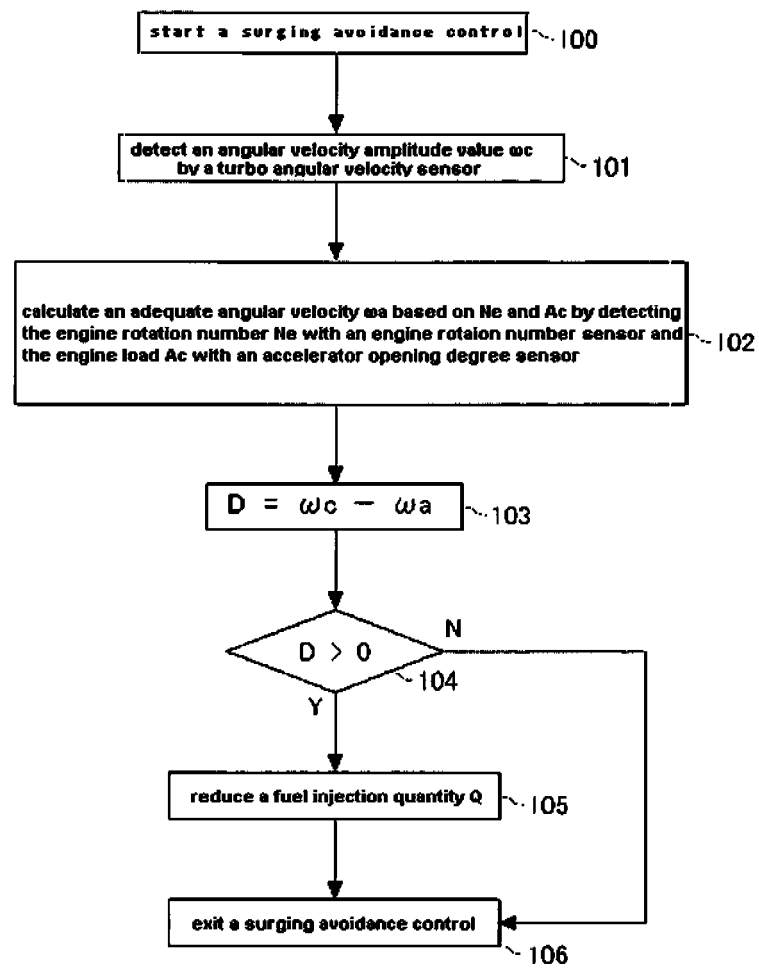 start a surging avoidance control
100
detect an angular velocity amplitude value ωc
by a turbo angular velocity sensor
101
calculate an adequate angular velocity ωa based on Ne and Ac by detecting
the engine rotation number Ne with an engine rotaion number sensor and
the engine load Ac with an accelerator opening degree sensor
102
D = ωc - ωa
103
D > 0
N
104
Y
reduce a fuel injection quantity Q
105
exit a surging avoidance control
106